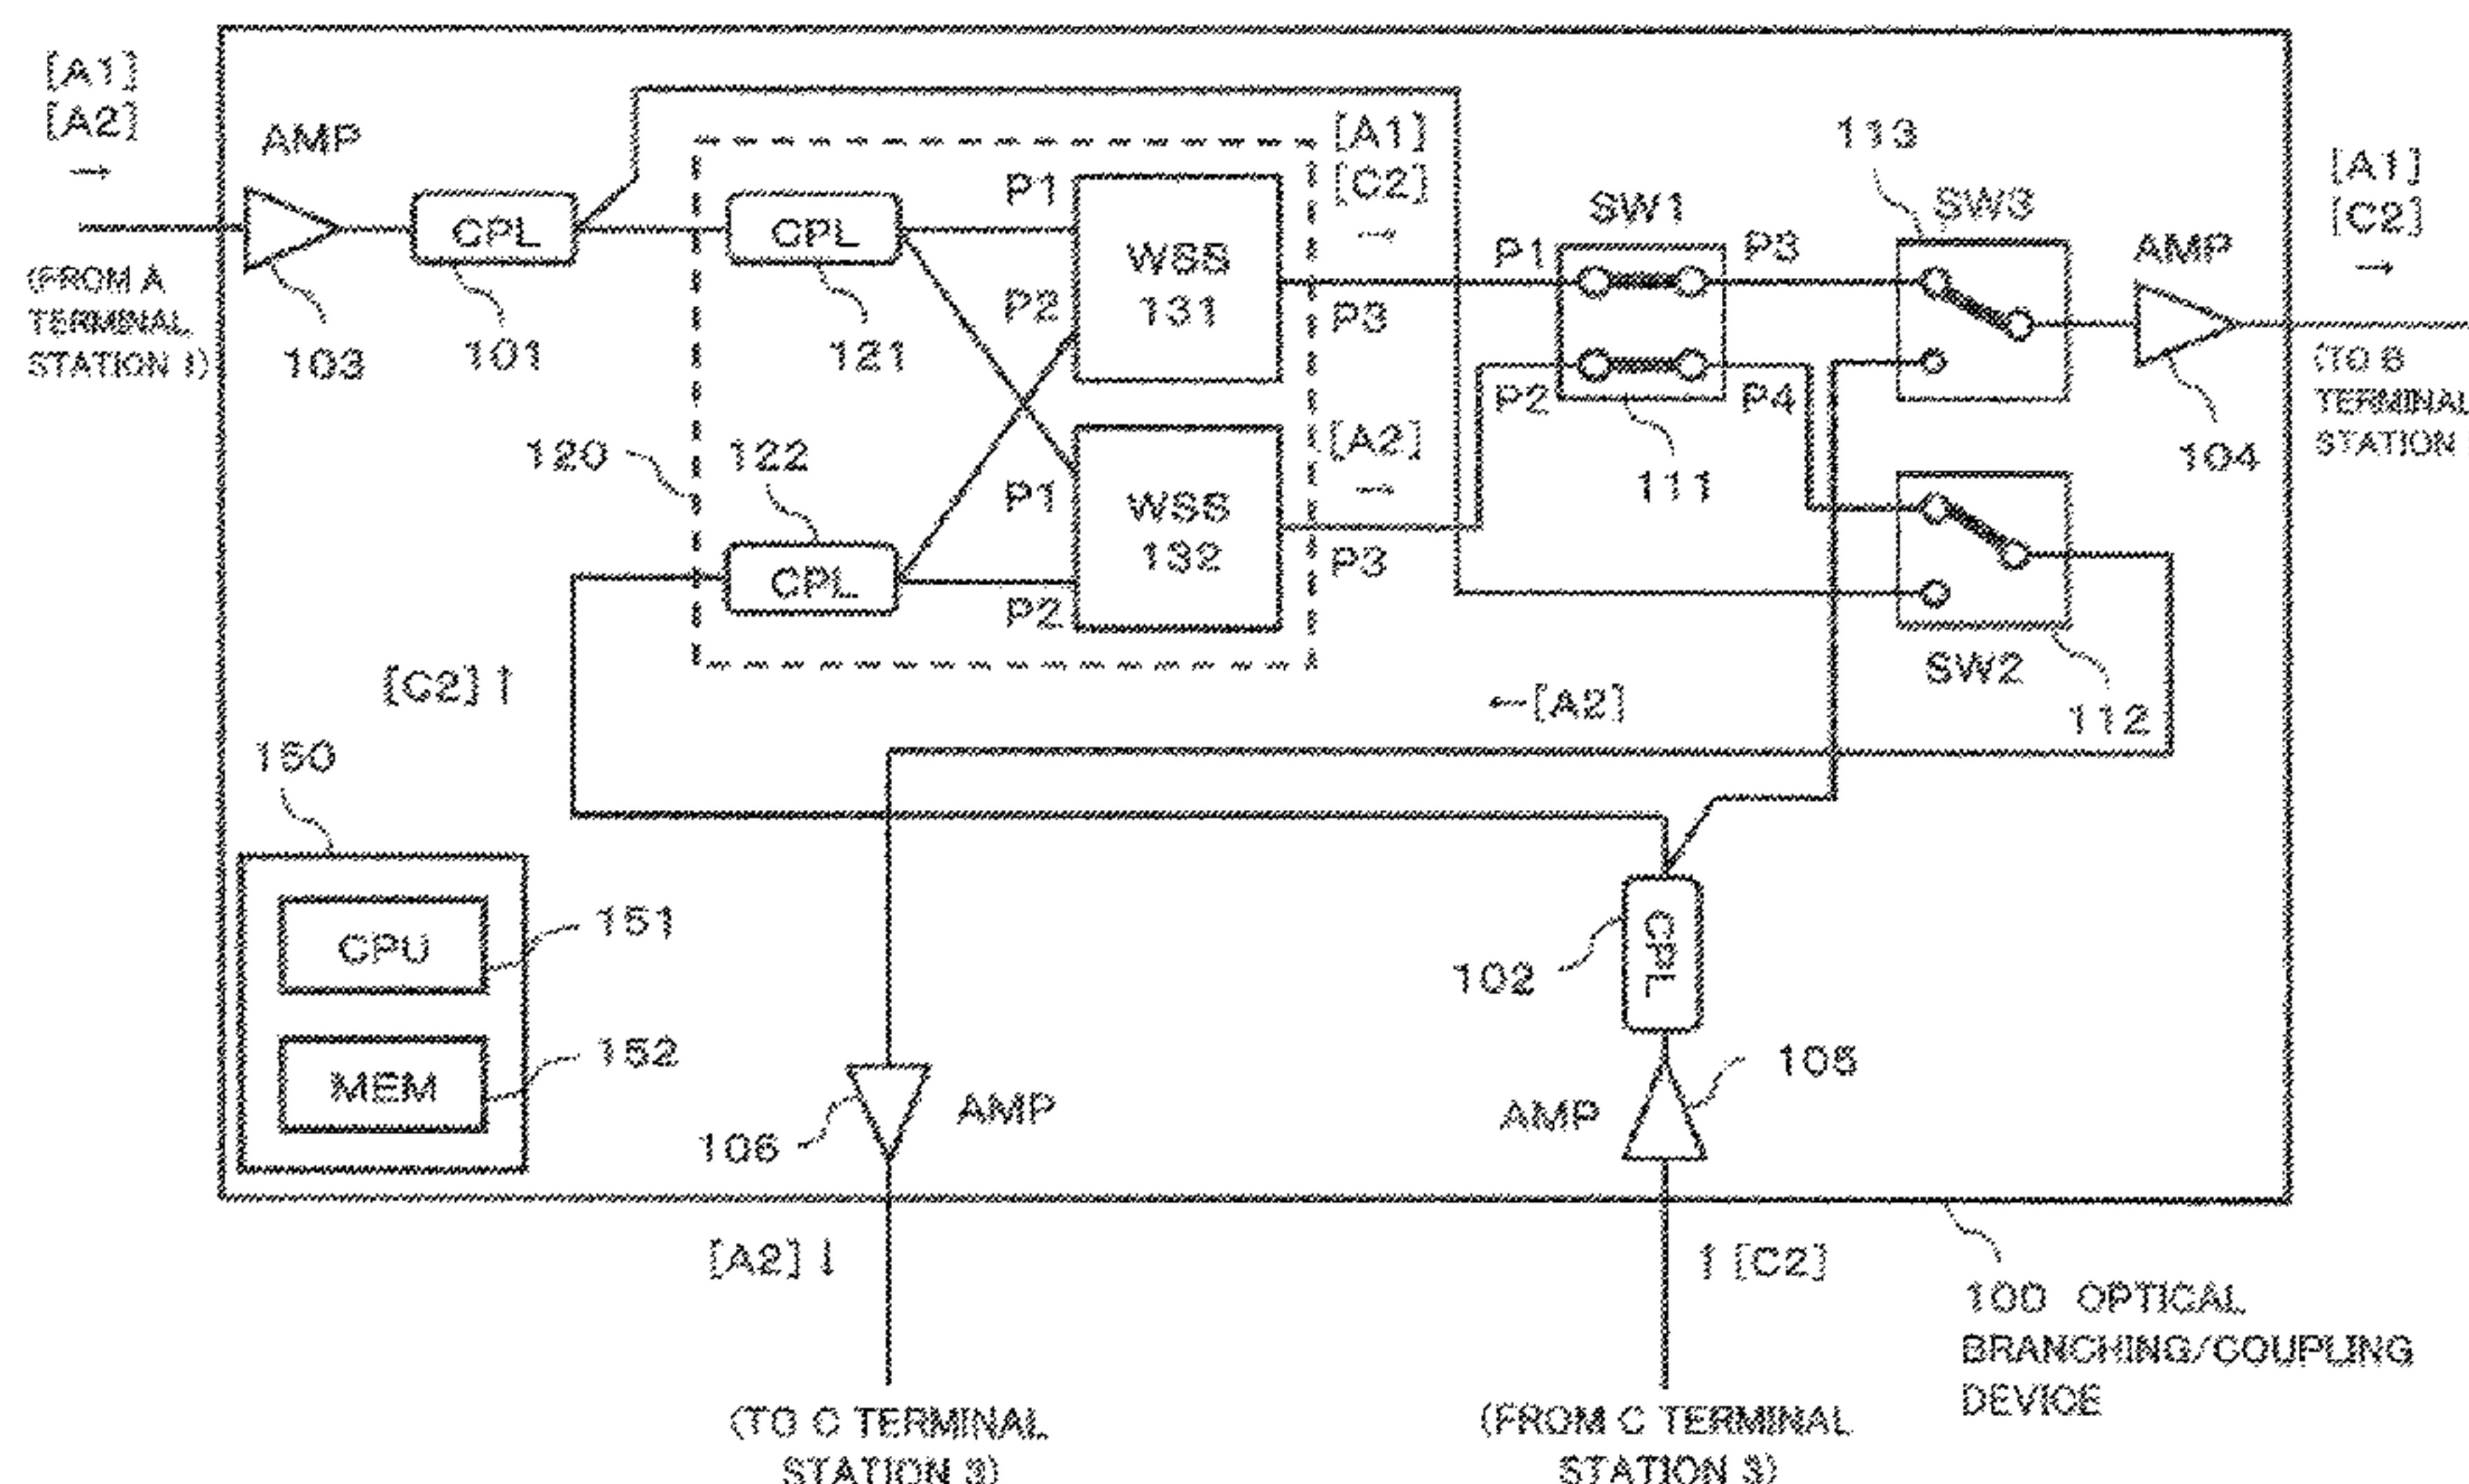 [A1]
[A2]
→
(FROM A
TERMINAL
STATION 1)
AMP
103
CPL
101
CPL
121
120
122
CPL
P1
P2
WSS
131
P1
P2
WSS
132
[A1]
[C2]
→
P3
[A2]
→
P3
SW1
P1
P2
P3
P4
111
113
SW3
AMP
104
[A1]
[C2]
→
(TO B
TERMINAL
STATION
SW2
112
[C2] ↑
←[A2]
150
CPU
151
MEM
152
102
CPL
106
AMP
AMP
105
[A2] ↓
↑ [C2]
100 OPTICAL
BRANCHING/COUPLING
DEVICE
(TO C TERMINAL
STATION 3)
(FROM C TERMINAL
STATION 3)